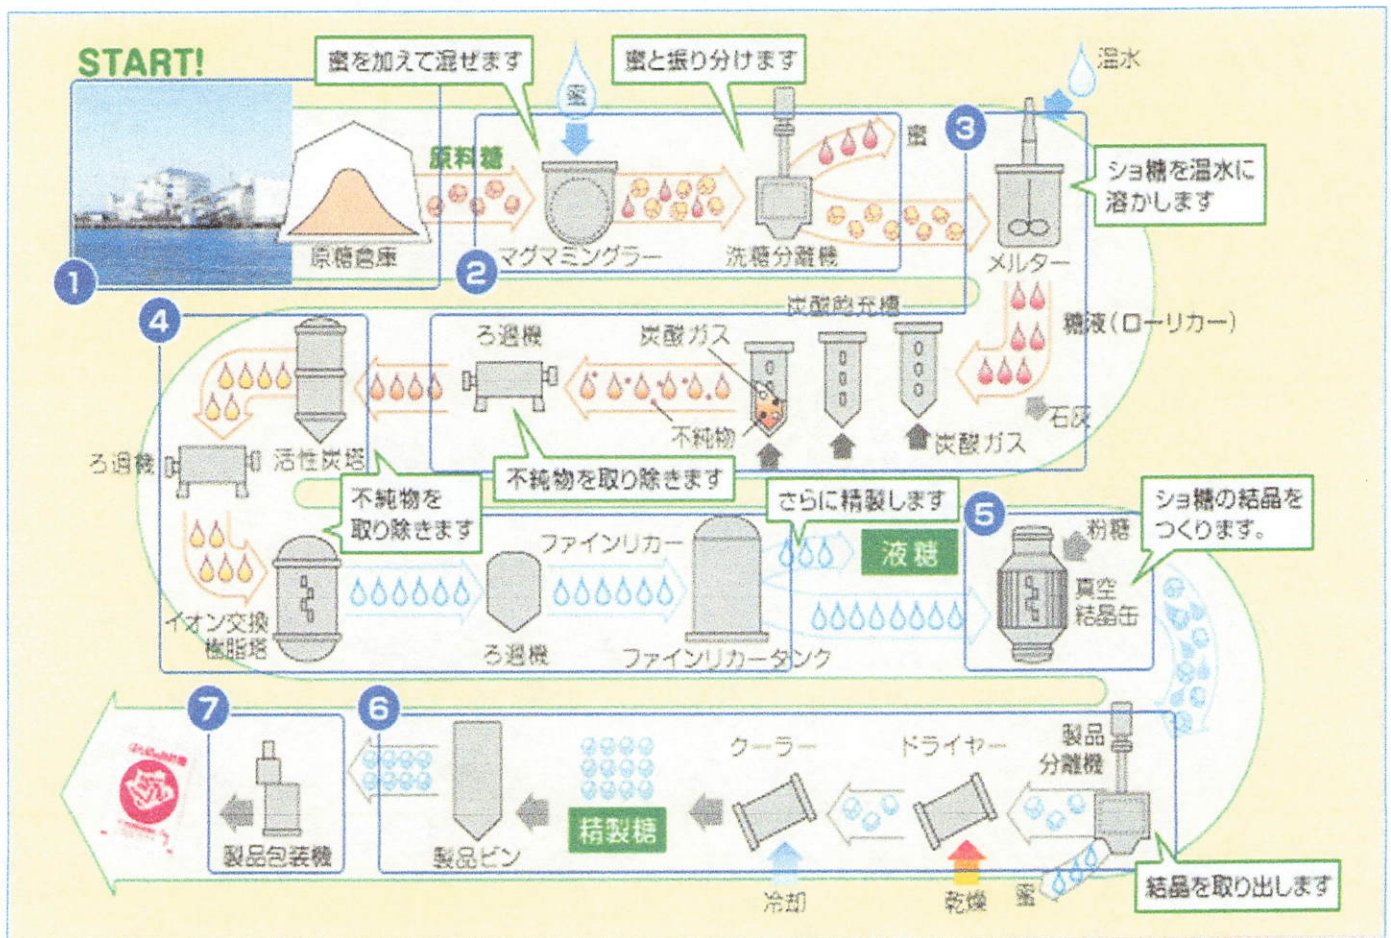 START!
蜜を加えて混ぜます
蜜
蜜と振り分けます
温水
1
原糖倉庫
原料糖
2
マグマミングラー
洗糖分離機
蜜
3
メルター
ショ糖を温水に
溶かします
糖液(ローリカー)
石灰
炭酸飽充槽
炭酸ガス
炭酸ガス
不純物
ろ過機
不純物を取り除きます
4
活性炭塔
ろ過機
不純物を
取り除きます
イオン交換
樹脂塔
ろ過機
ファインリカー
ファインリカータンク
さらに精製します
液糖
5
粉糖
真空
結晶缶
ショ糖の結晶を
つくります。
製品
分離機
蜜
結晶を取り出します
ドライヤー
乾燥
クーラー
冷却
精製糖
6
製品ビン
7
製品包装機